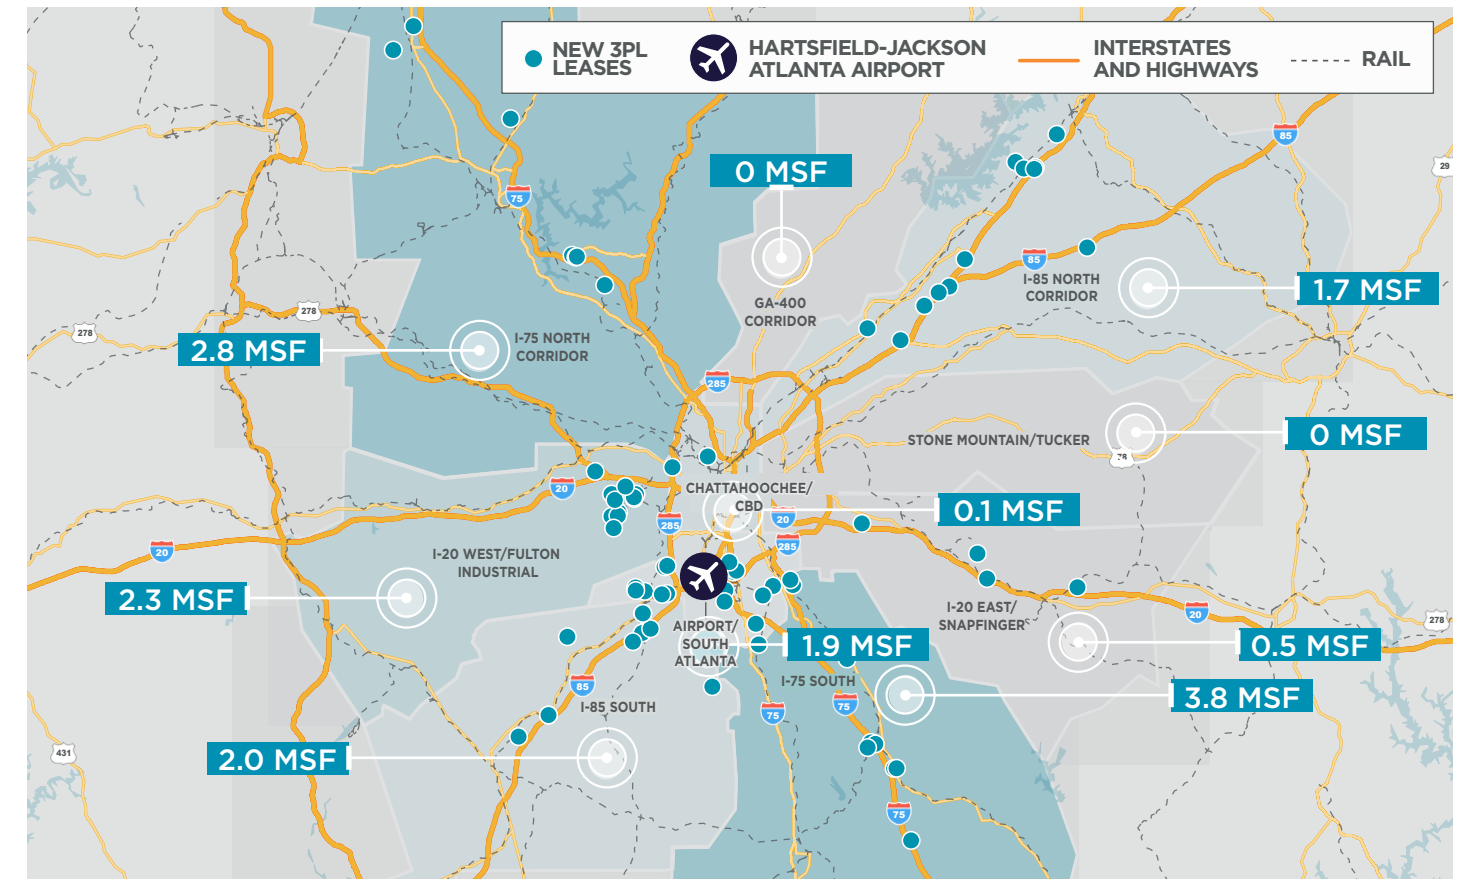 NEW 3PL
LEASES
HARTSFIELD-JACKSON
ATLANTA AIRPORT
INTERSTATES
AND HIGHWAYS
RAIL
85
29
0 MSF
75
85
I-85 NORTH
CORRIDOR
1.7 MSF
GA-400
CORRIDOR
278
278
2.8 MSF
I-75 NORTH
CORRIDOR
285
0 MSF
STONE MOUNTAIN/TUCKER
78
CHATTAHOOCHEE/
CBD
20
0.1 MSF
285
20
285
20
I-20 WEST/FULTON
INDUSTRIAL
2.3 MSF
I-20 EAST/
SNAPFINGER
20
278
AIRPORT/
SOUTH
ATLANTA
1.9 MSF
0.5 MSF
I-75 SOUTH
85
3.8 MSF
I-85 SOUTH
75
75
431
2.0 MSF
75